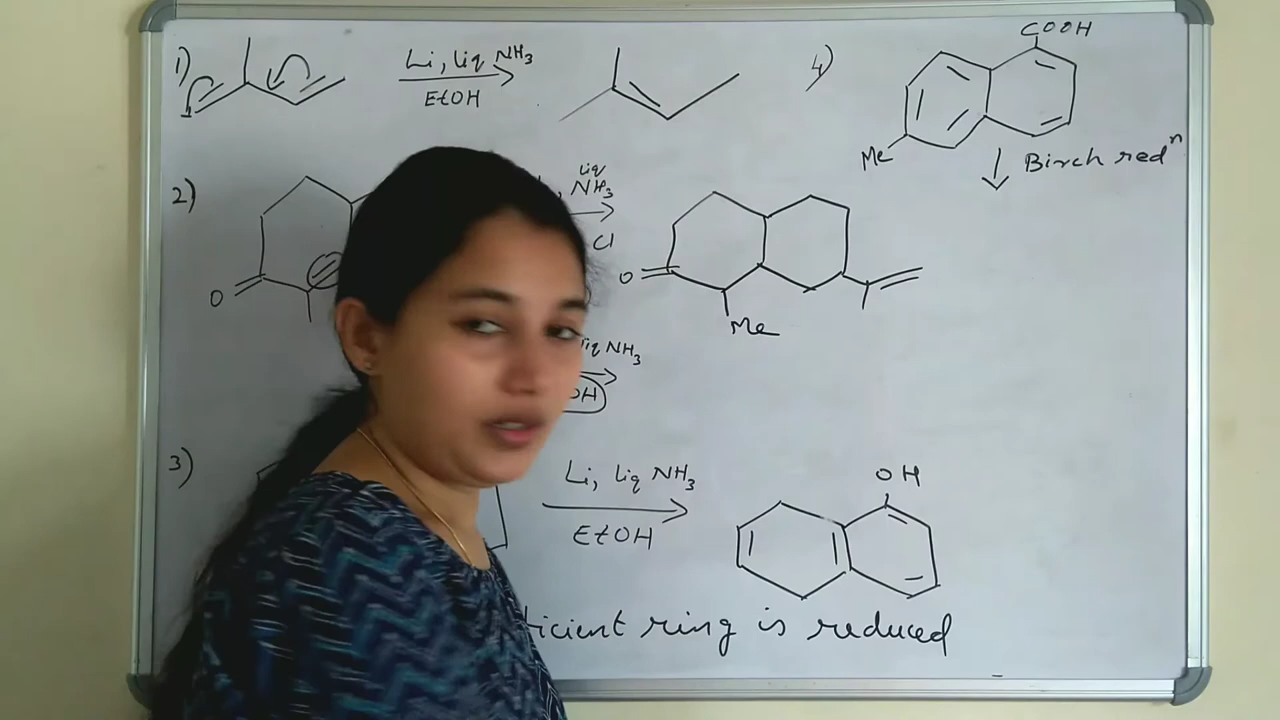 1)
Li, liq NH₃
EtOH
4)
COOH
Me
Birch redⁿ
2)
O
liq
NH₃
Cl
O
Me
liq NH₃
OH
3)
Li, liq NH₃
EtOH
OH
ring is reduced